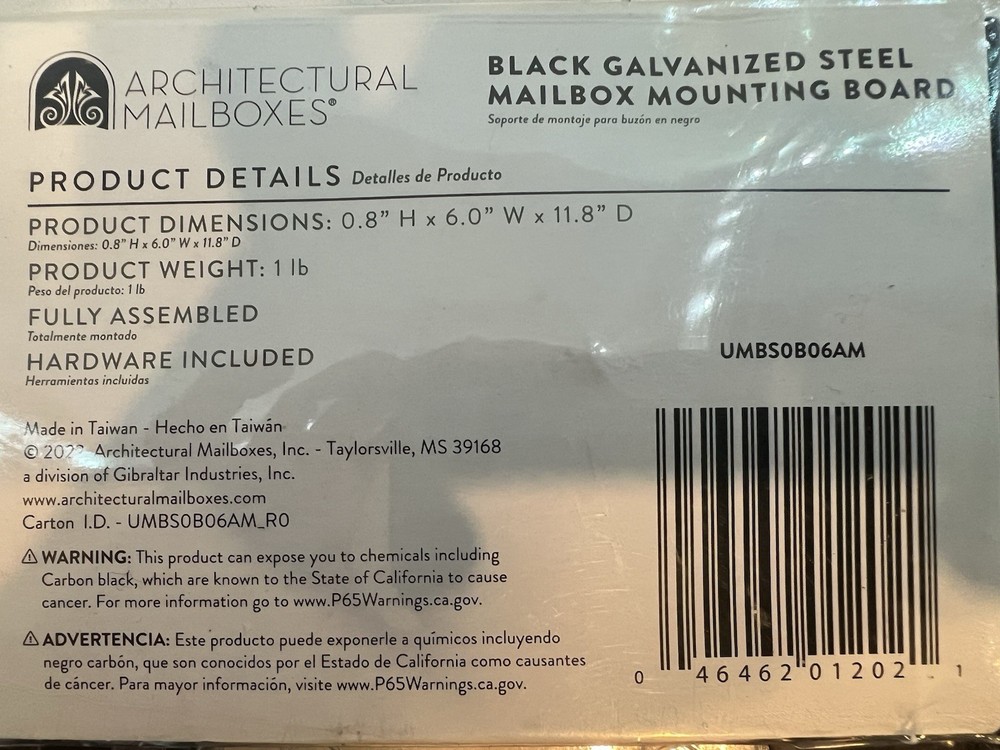 ARCHITECTURAL
MAILBOXES®
BLACK GALVANIZED STEEL
MAILBOX MOUNTING BOARD
Soporte de montaje para buzón en negro
PRODUCT DETAILS Detalles de Producto
PRODUCT DIMENSIONS: 0.8” H x 6.0” W x 11.8” D
Dimensiones: 0.8” H x 6.0” W x 11.8” D
PRODUCT WEIGHT: 1 lb
Peso del producto: 1 lb
FULLY ASSEMBLED
Totalmente montado
HARDWARE INCLUDED
Herramientas incluidas
UMBS0B06AM
Made in Taiwan - Hecho en Taiwán
© Architectural Mailboxes, Inc. - Taylorsville, MS 39168
a division of Gibraltar Industries, Inc.
www.architecturalmailboxes.com
Carton I.D. - UMBS0B06AM_R0
⚠ WARNING: This product can expose you to chemicals including
Carbon black, which are known to the State of California to cause
cancer. For more information go to www.P65Warnings.ca.gov.
⚠ ADVERTENCIA: Este producto puede exponerle a químicos incluyendo
negro carbón, que son conocidos por el Estado de California como causantes
de cáncer. Para mayor información, visite www.P65Warnings.ca.gov.
0 46462 01202 1